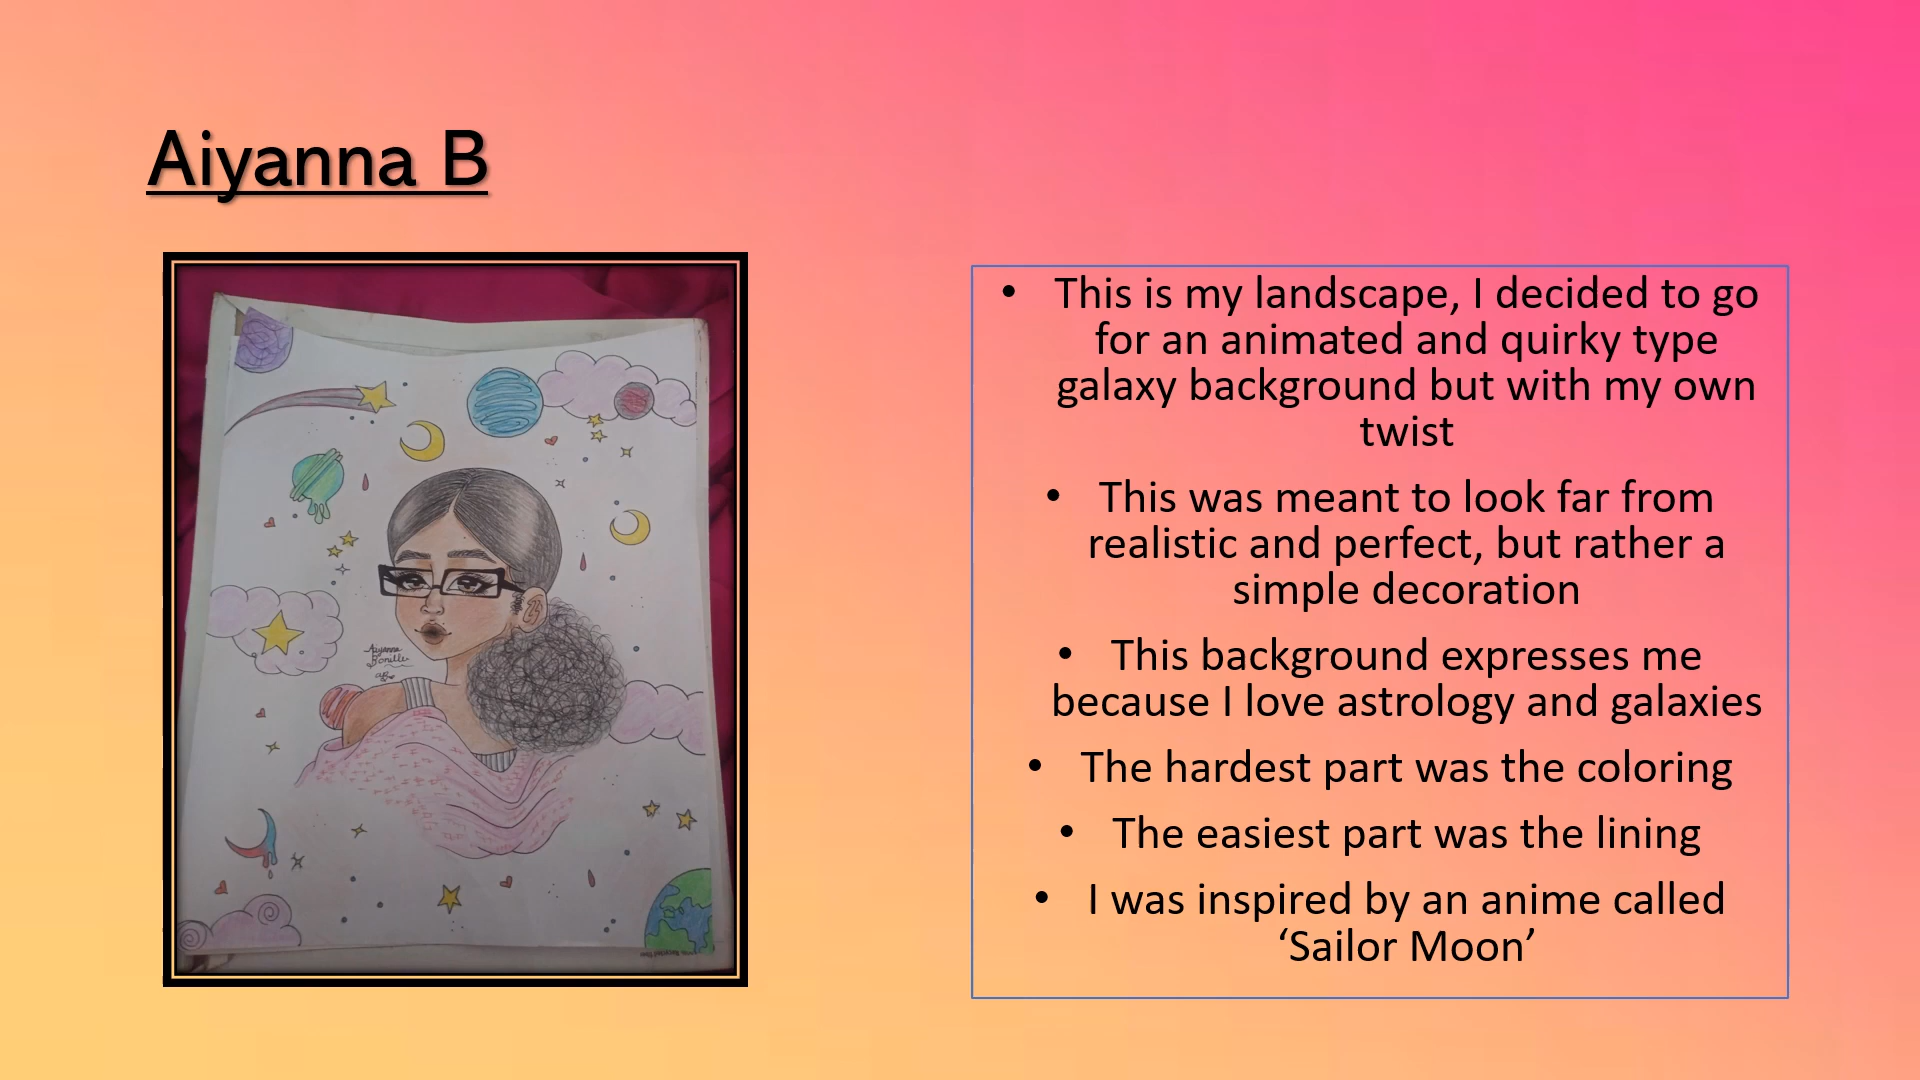 Aiyanna B
• This is my landscape, I decided to go
for an animated and quirky type
galaxy background but with my own
twist
• This was meant to look far from
realistic and perfect, but rather a
simple decoration
• This background expresses me
because I love astrology and galaxies
• The hardest part was the coloring
• The easiest part was the lining
• I was inspired by an anime called
‘Sailor Moon’
Aiyanna